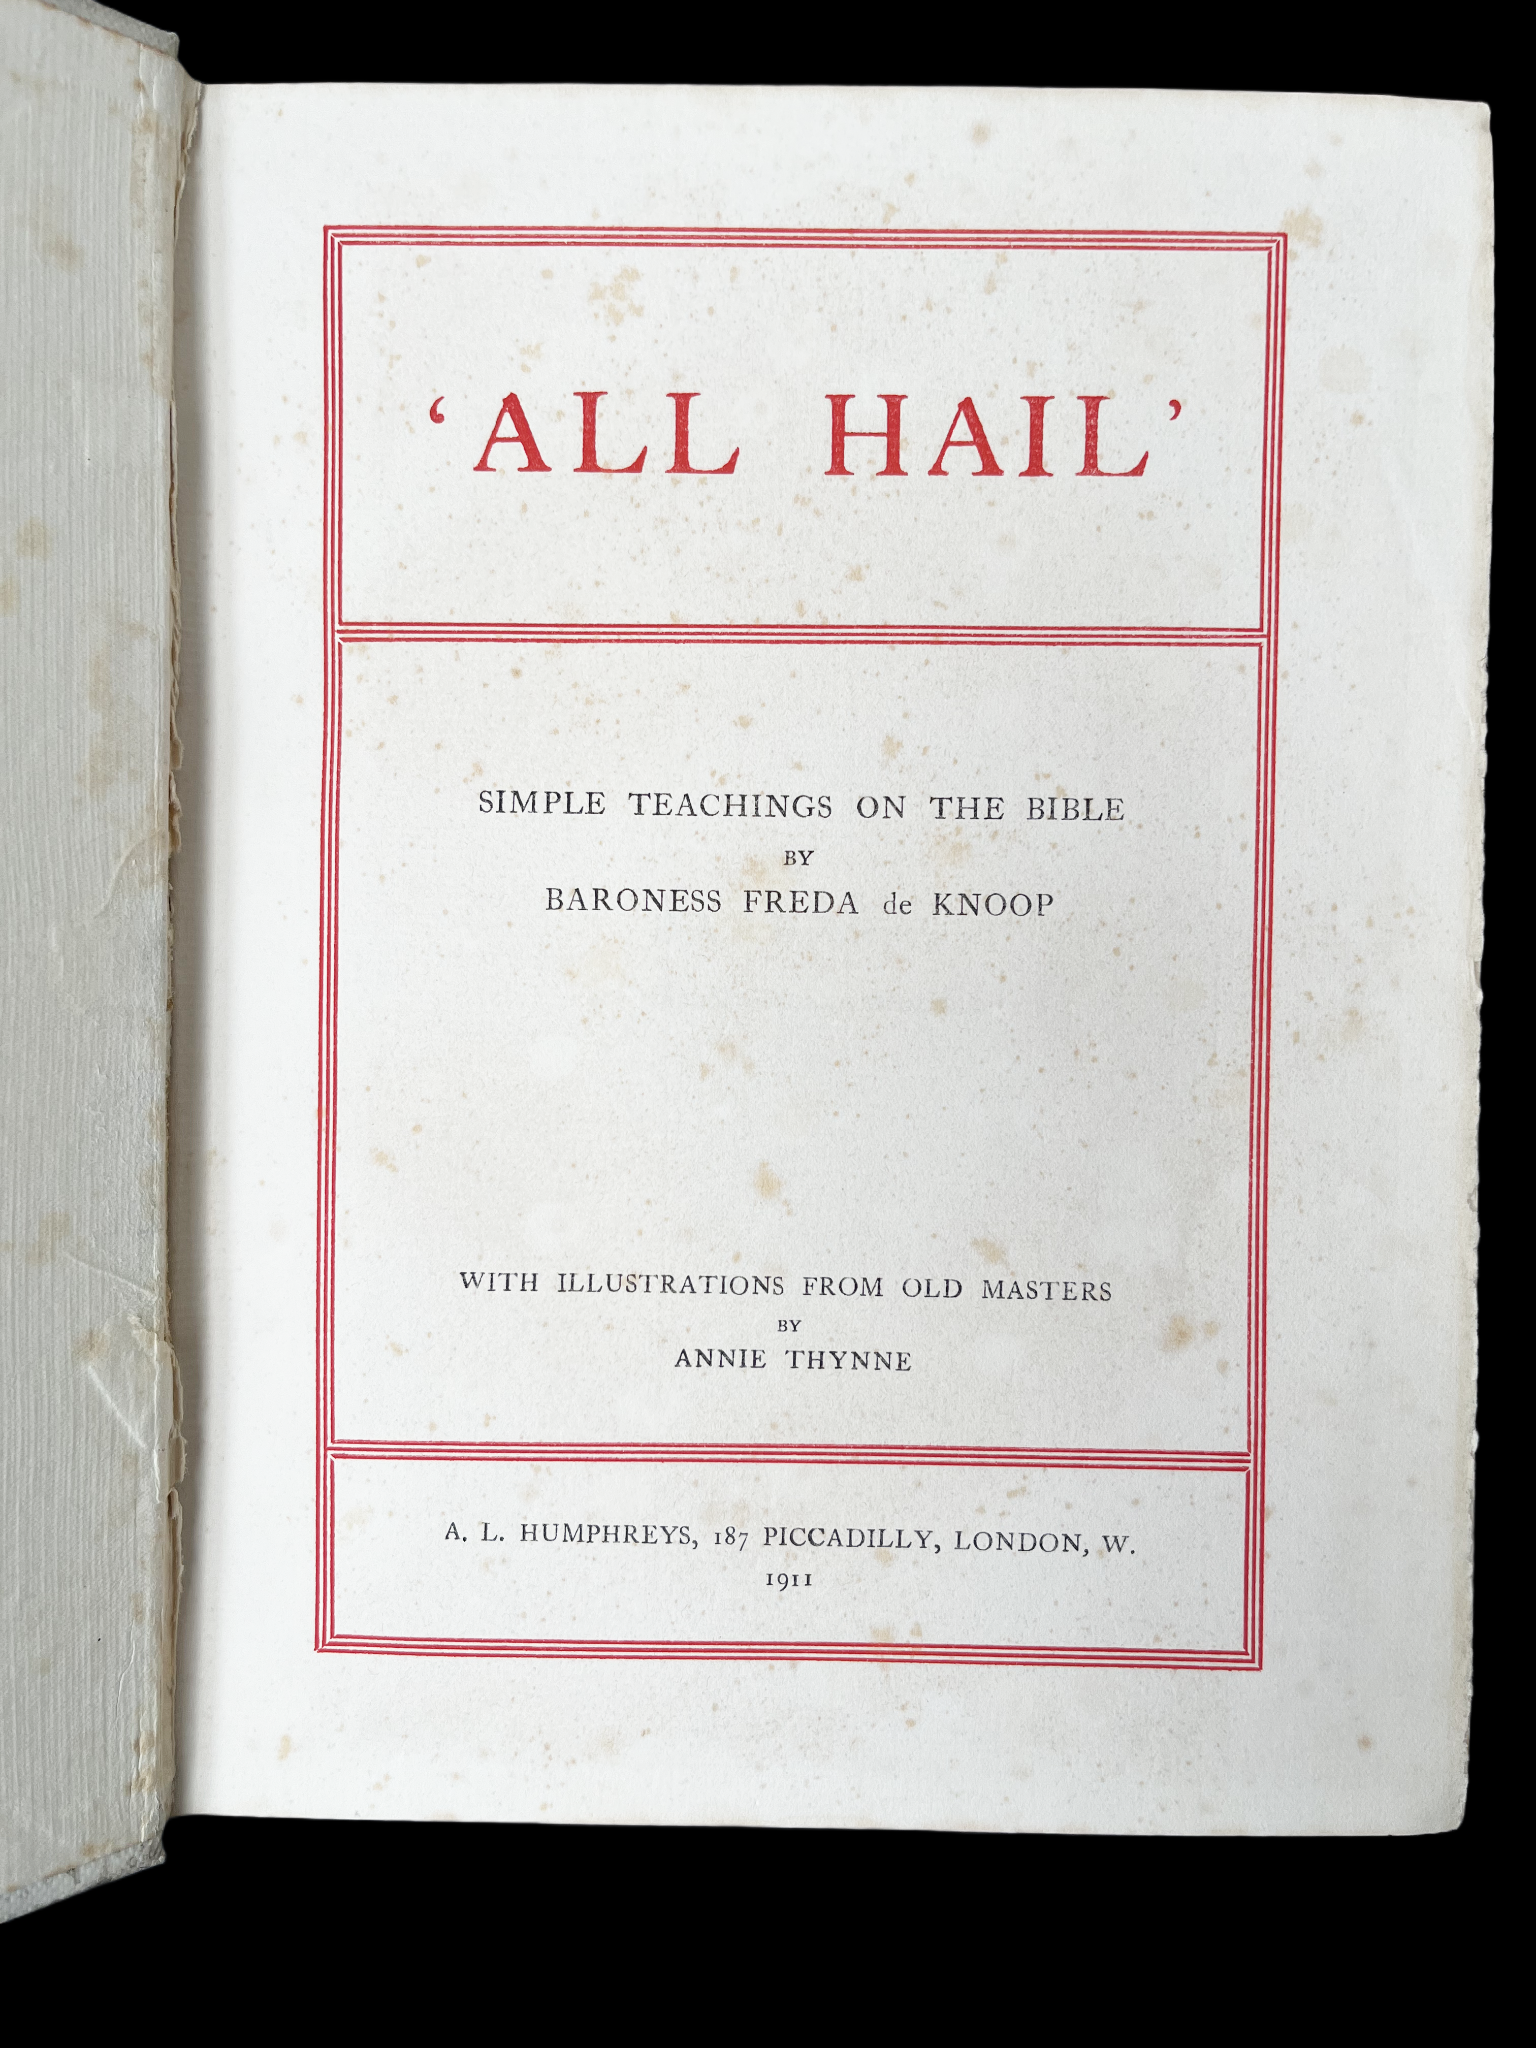 ‘ALL HAIL’
SIMPLE TEACHINGS ON THE BIBLE
BY
BARONESS FREDA de KNOOP
WITH ILLUSTRATIONS FROM OLD MASTERS
BY
ANNIE THYNNE
A. L. HUMPHREYS, 187 PICCADILLY, LONDON, W.
1911